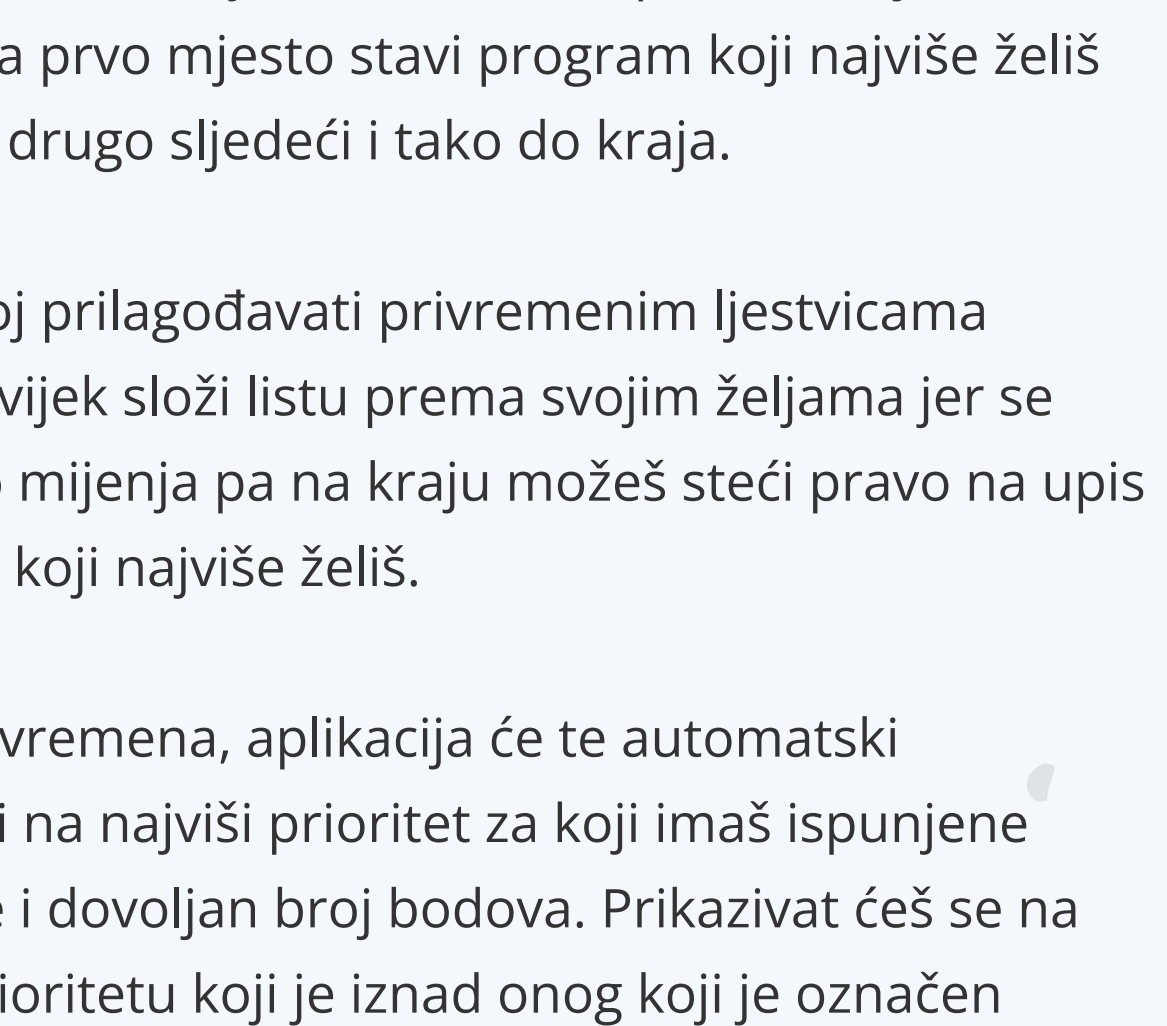 a prvo mjesto stavi program koji najviše želiš
drugo sljedeći i tako do kraja.
prilagođavati privremenim ljestvicama
složi listu prema svojim željama jer se
mijenja pa na kraju možeš steći pravo na upis
koji najviše želiš.
vremena, aplikacija će te automatski
i na najviši prioritet za koji imaš ispunjene
e i dovoljan broj bodova. Prikazivat ćeš se na
koji je iznad onog koji je označen